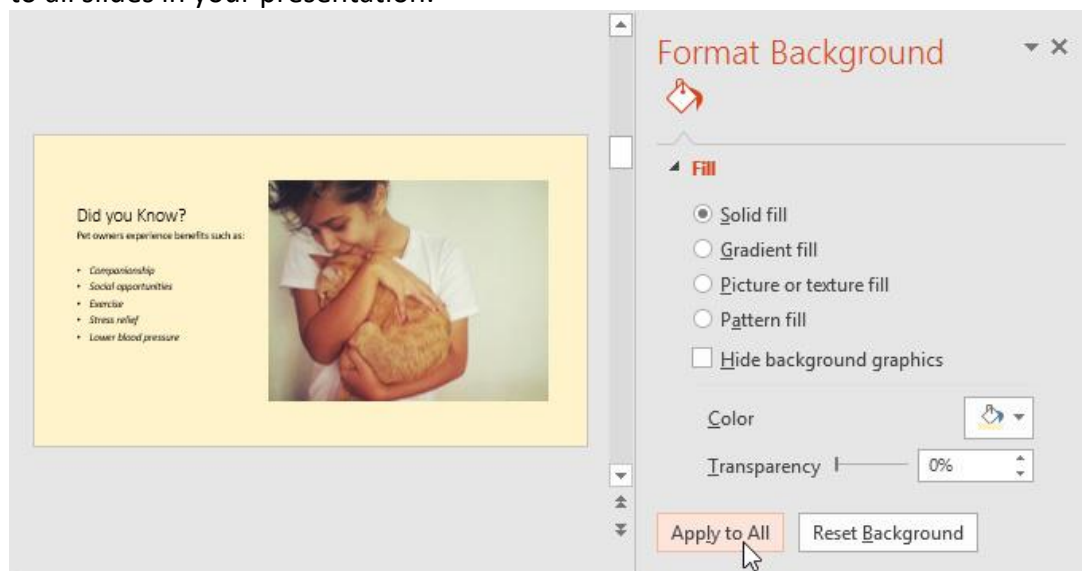 to all slides in your presentation.
Did you Know?
Pet owners experience benefits such as:
• Companionship
• Social opportunities
• Exercise
• Stress relief
• Lower blood pressure
Format Background
Fill
Solid fill
Gradient fill
Picture or texture fill
Pattern fill
Hide background graphics
Color
Transparency 0%
Apply to All Reset Background